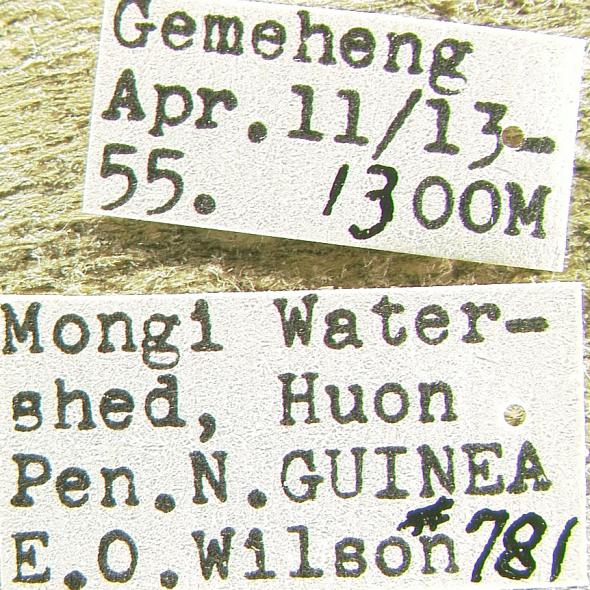 Gemeheng
Apr.11/13-
55. 1300M
Mongi Water-
shed, Huon
Pen.N.GUINEA
E.O.Wilson #781